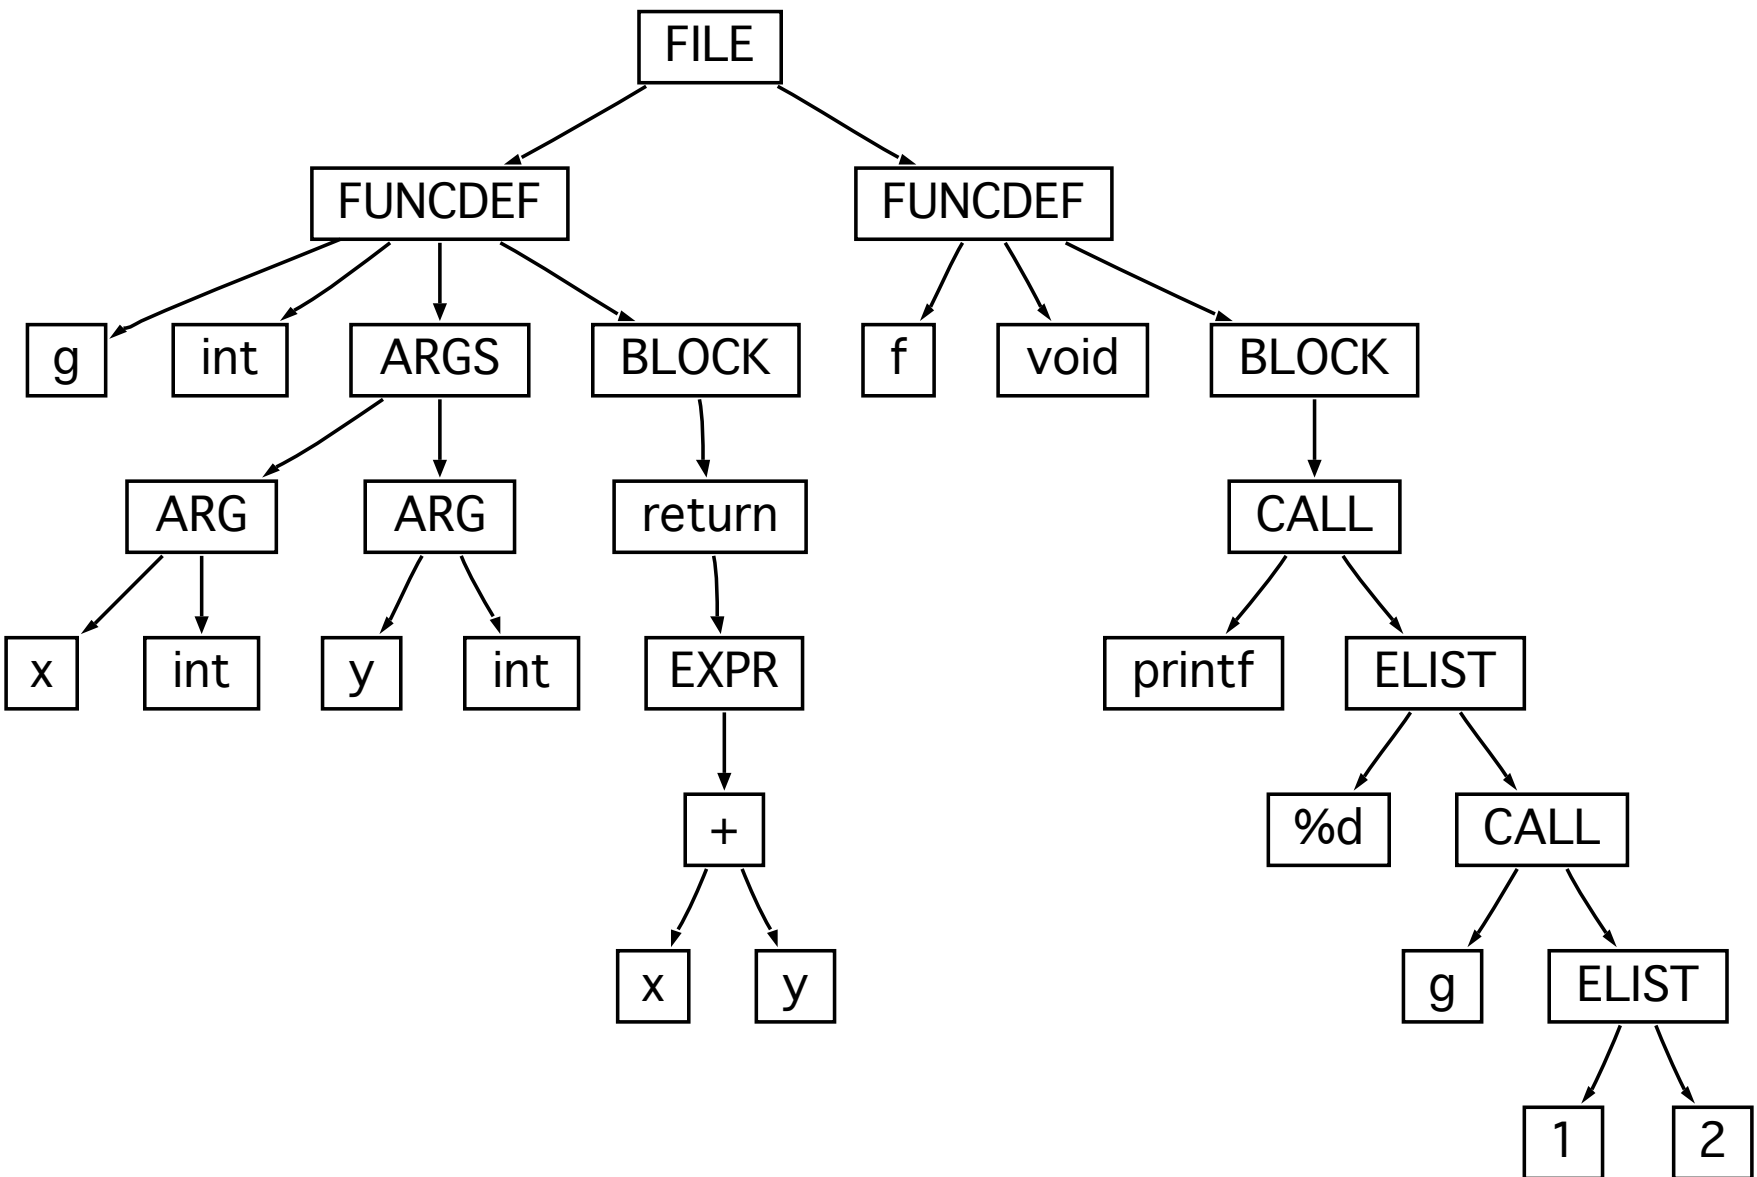 FILE
FUNCDEF FUNCDEF
g int ARGS BLOCK f void BLOCK
ARG ARG return CALL
x int y int EXPR printf ELIST
+ %d CALL
x y g ELIST
1 2